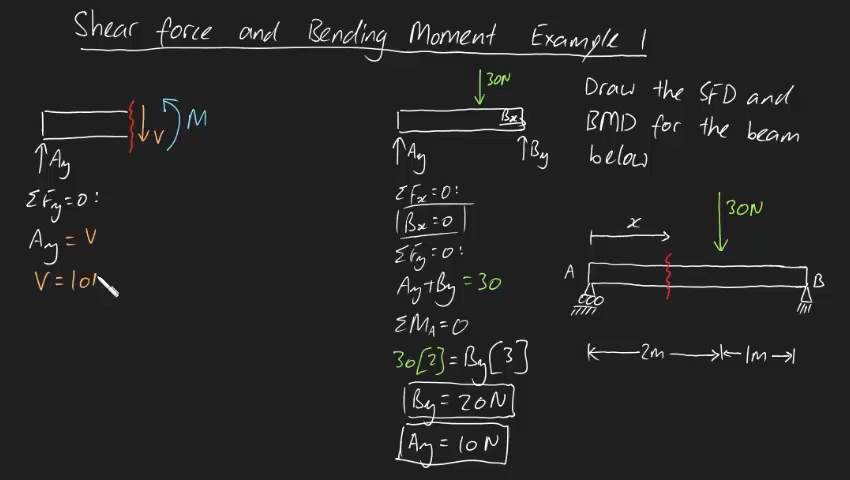 Shear force and Bending Moment Example 1
V
M
Ay
ΣFy=0:
Ay = V
V = 10N
30N
Bx
Ay
By
ΣFx=0:
Bx=0
ΣFy=0:
Ay+By=30
ΣMA=0
30[2]=By[3]
By=20N
Ay=10N
Draw the SFD and
BMD for the beam
below
x
30N
A
B
2m
1m